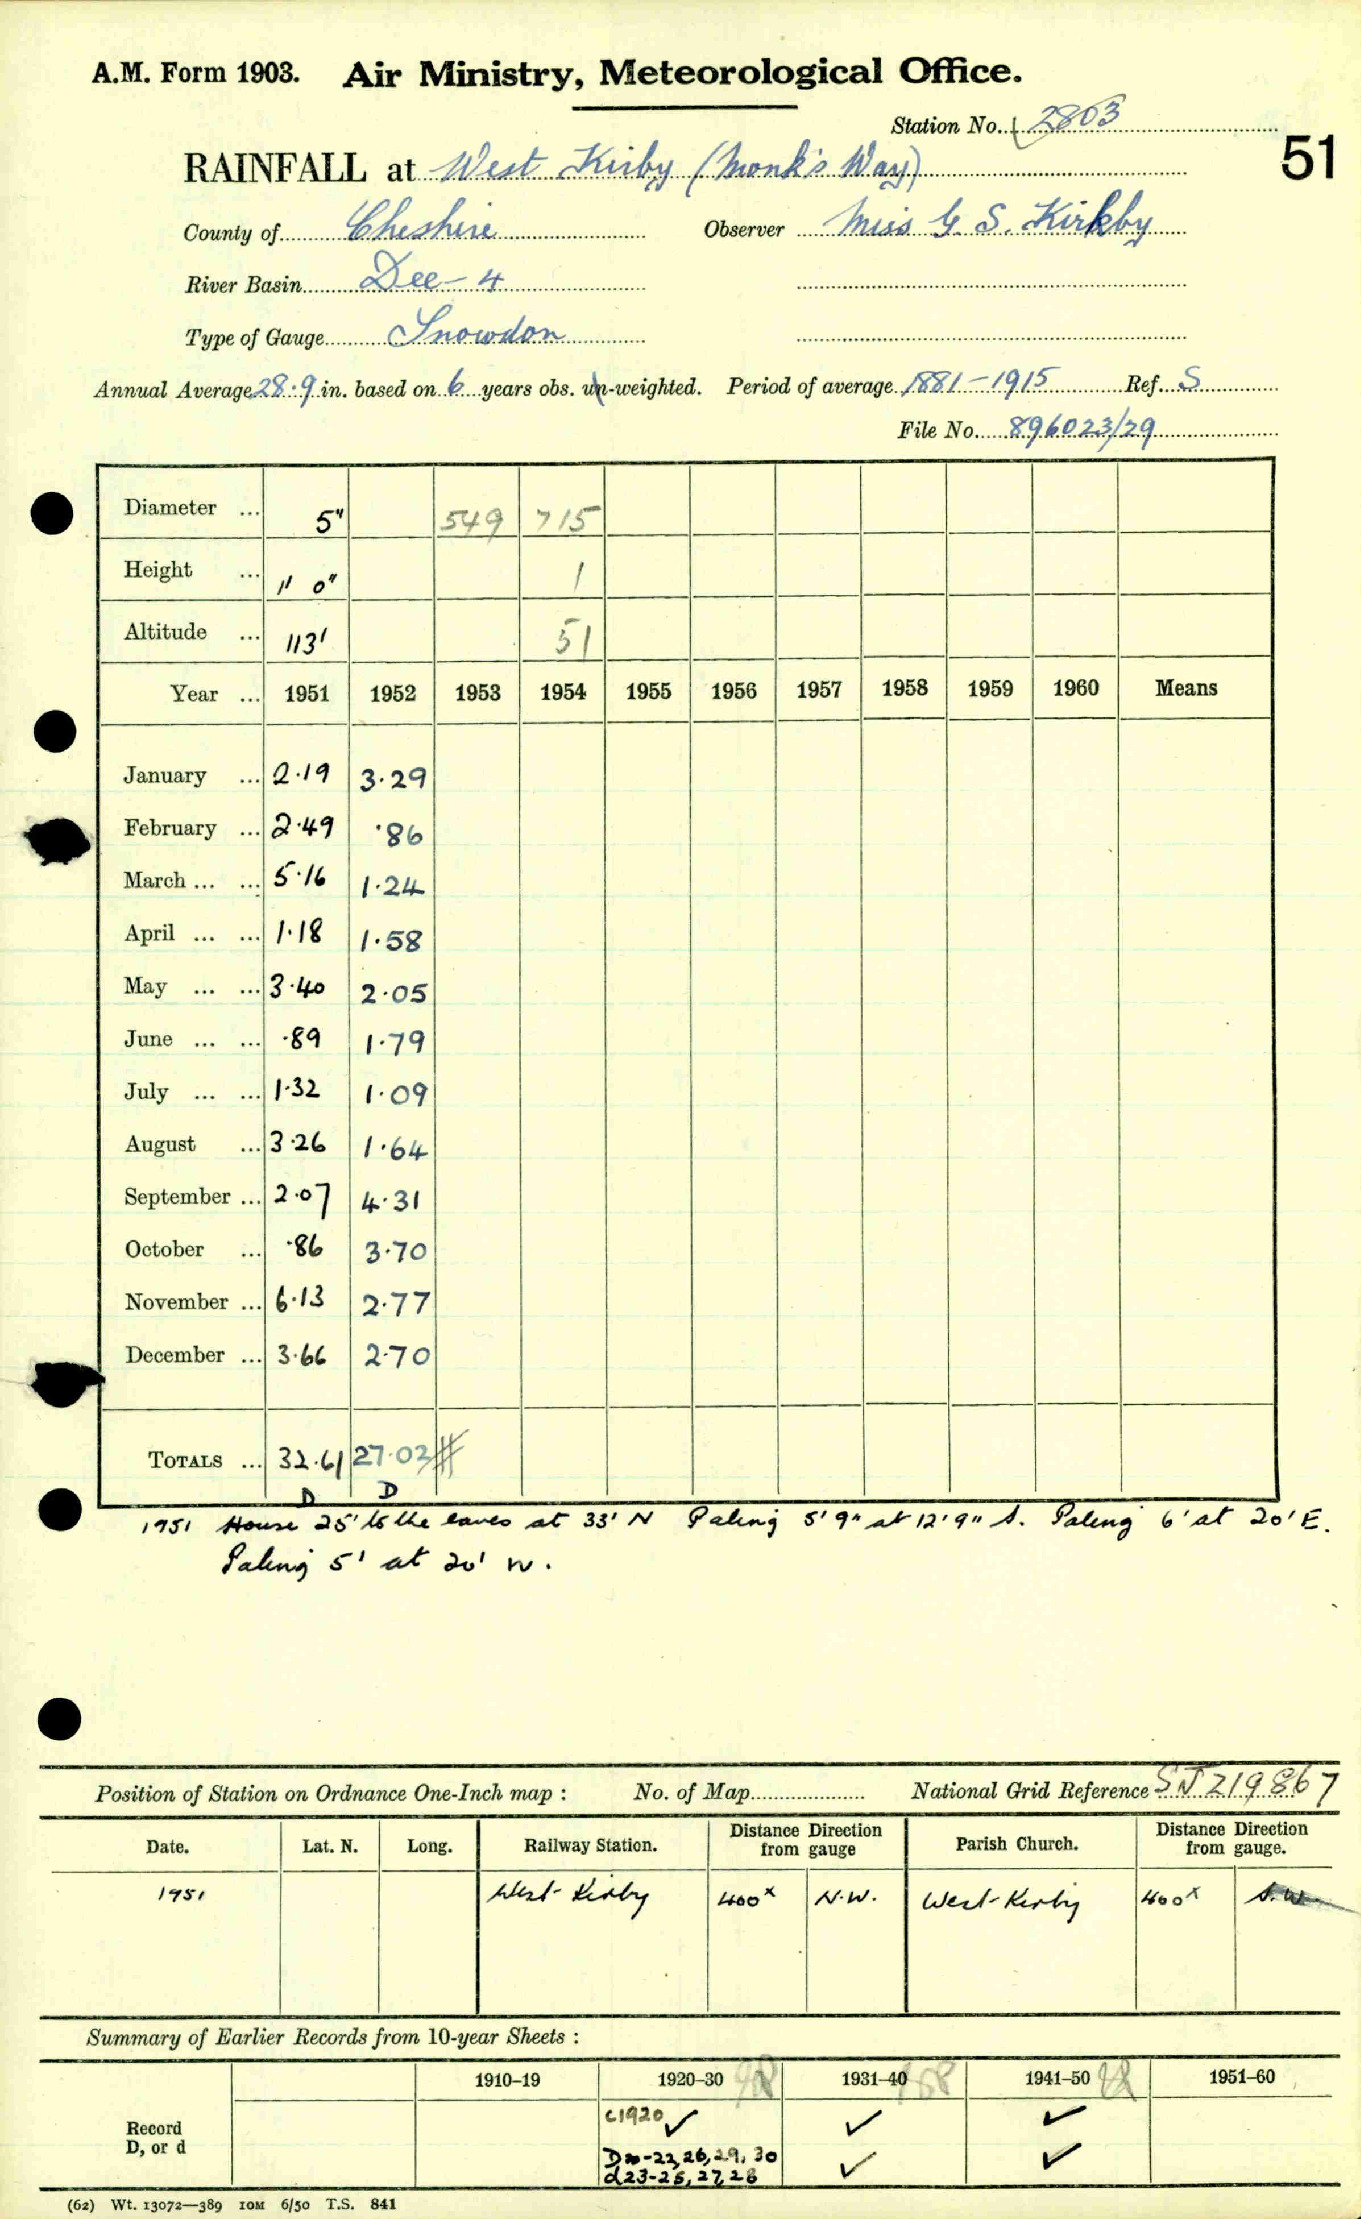 A.M. Form 1903. Air Ministry, Meteorological Office.
Station No. 2803
51
RAINFALL at West Kirby (Monk's Way)
County of Cheshire Observer Miss G. S. Kirkby
River Basin Dee - 4
Type of Gauge Snowdon
Annual Average 28.9 in. based on 6 years obs. un-weighted. Period of average 1881-1915 Ref. S
File No. 896023/29
Diameter ... 5" 549 715
Height ... 1' 0" 1
Altitude ... 113' 51
Year ... 1951 1952 1953 1954 1955 1956 1957 1958 1959 1960 Means
January ... 2.19 3.29
February ... 2.49 .86
March ... ... 5.16 1.24
April ... ... 1.18 1.58
May ... ... 3.40 2.05
June ... ... .89 1.79
July ... ... 1.32 1.09
August ... 3.26 1.64
September ... 2.07 4.31
October ... .86 3.70
November ... 6.13 2.77
December ... 3.66 2.70
TOTALS ... 32.61 27.02
D D
1951 House 25' to the eaves at 33' N Paling 5' 9" at 12' 9" S. Paling 6' at 20' E.
Paling 5' at 20' W.
Position of Station on Ordnance One-Inch map : No. of Map National Grid Reference SJ 219867
Date. Lat. N. Long. Railway Station. Distance Direction from gauge Parish Church. Distance Direction from gauge.
1951 West Kirby 400x N.W. West Kirby 400x S.W.
Summary of Earlier Records from 10-year Sheets :
1910-19 1920-30 1931-40 1941-50 1951-60
Record c1920 ✓ ✓ ✓
D, or d D20-22,26,29,30 ✓ ✓
d23-25,27,28
(62) Wt. 13072—389 10M 6/50 T.S. 841